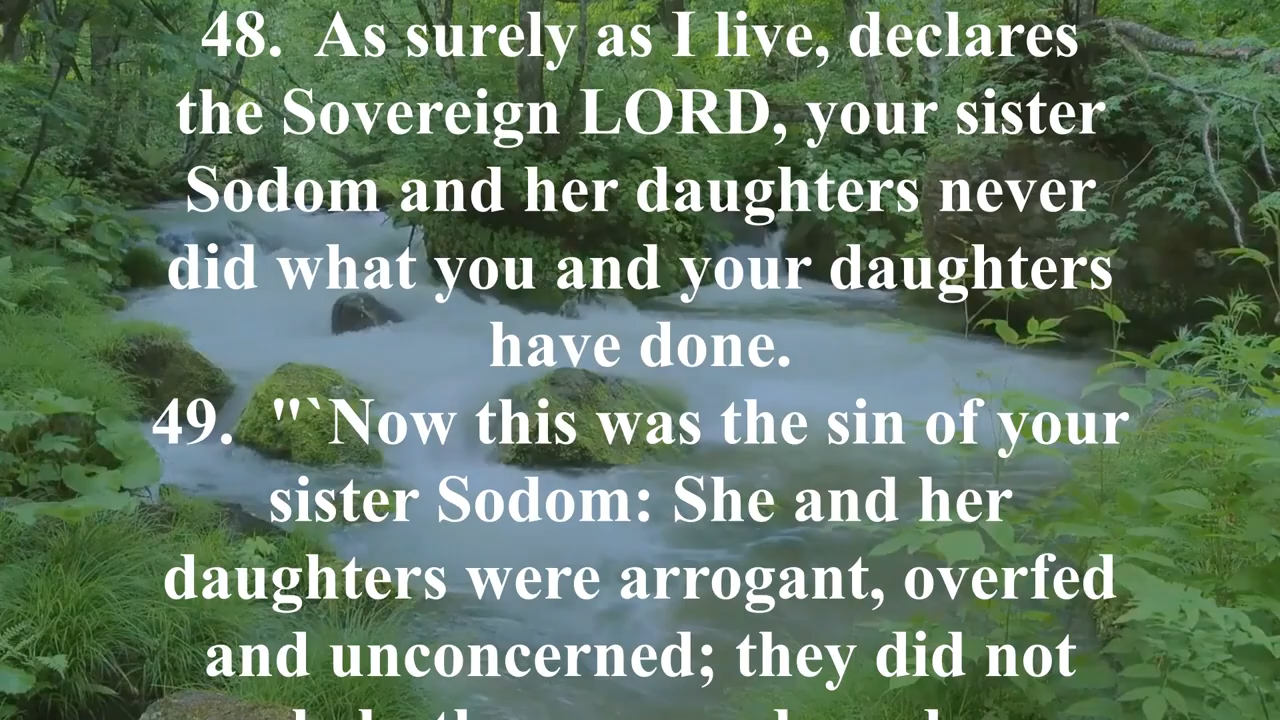 48.  As surely as I live, declares
the Sovereign LORD, your sister
Sodom and her daughters never
did what you and your daughters
have done.
49.  "`Now this was the sin of your
sister Sodom: She and her
daughters were arrogant, overfed
and unconcerned; they did not